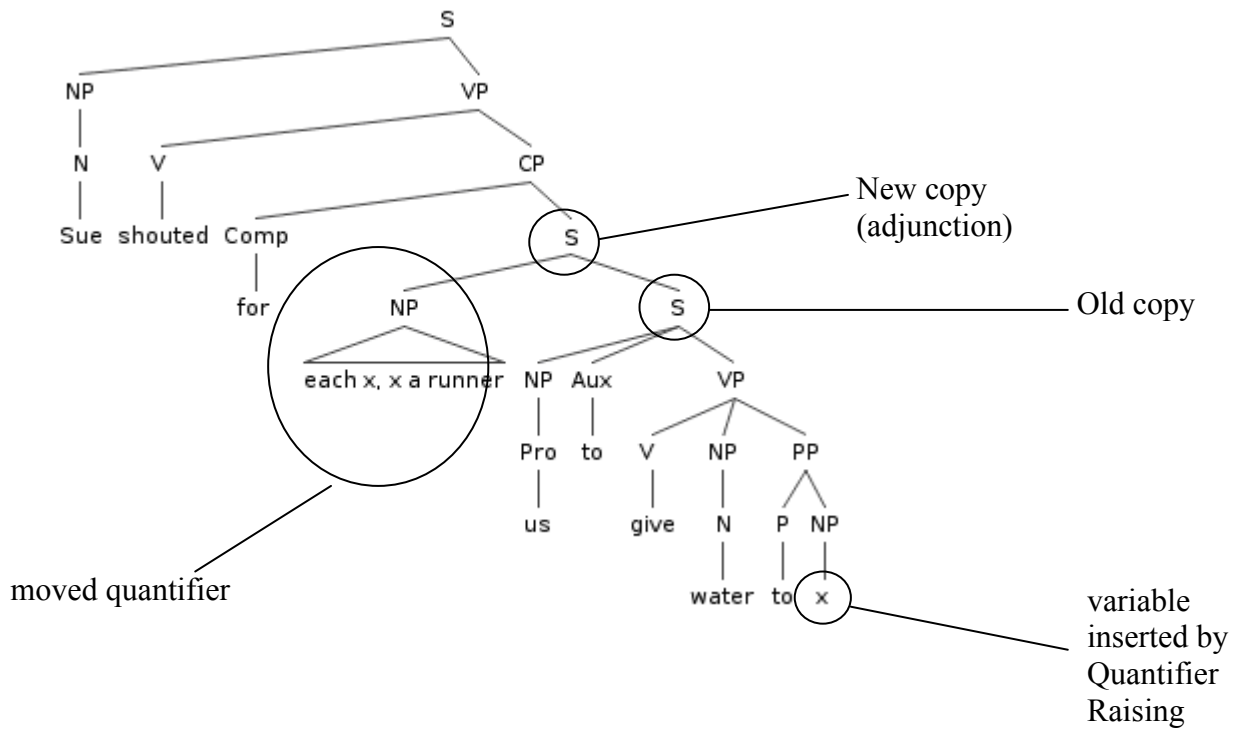 S
NP VP
N V CP
Sue shouted Comp S
New copy
(adjunction)
for NP S
Old copy
each x, x a runner NP Aux VP
Pro to V NP PP
us give N P NP
water to x
moved quantifier
variable
inserted by
Quantifier
Raising